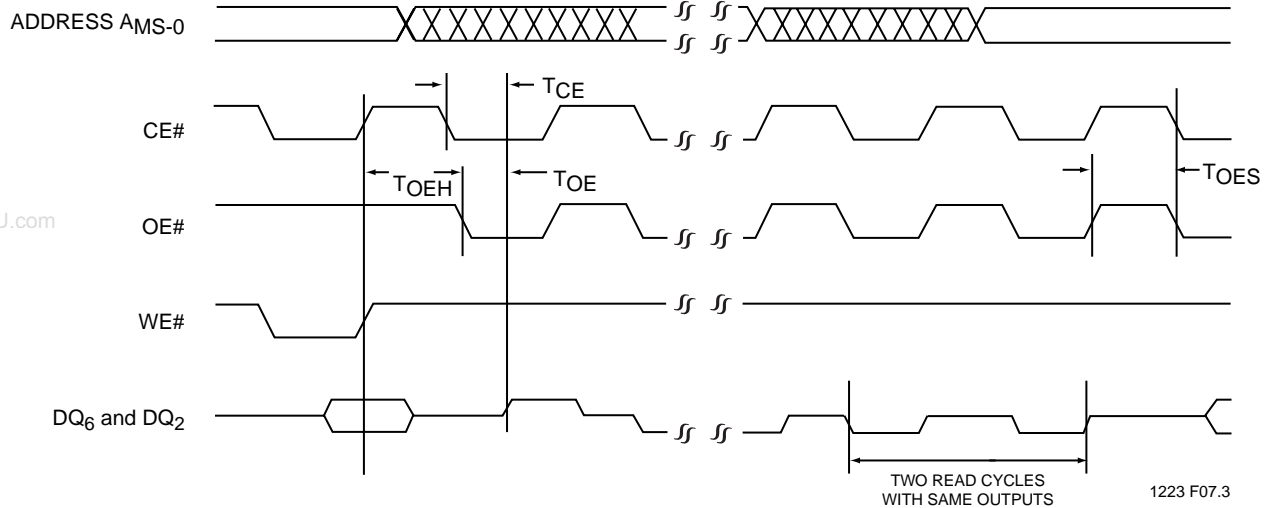 ADDRESS AMS-0
TCE
CE#
TOEH
TOE
TOES
U.com
OE#
WE#
DQ6 and DQ2
TWO READ CYCLES
WITH SAME OUTPUTS
1223 F07.3